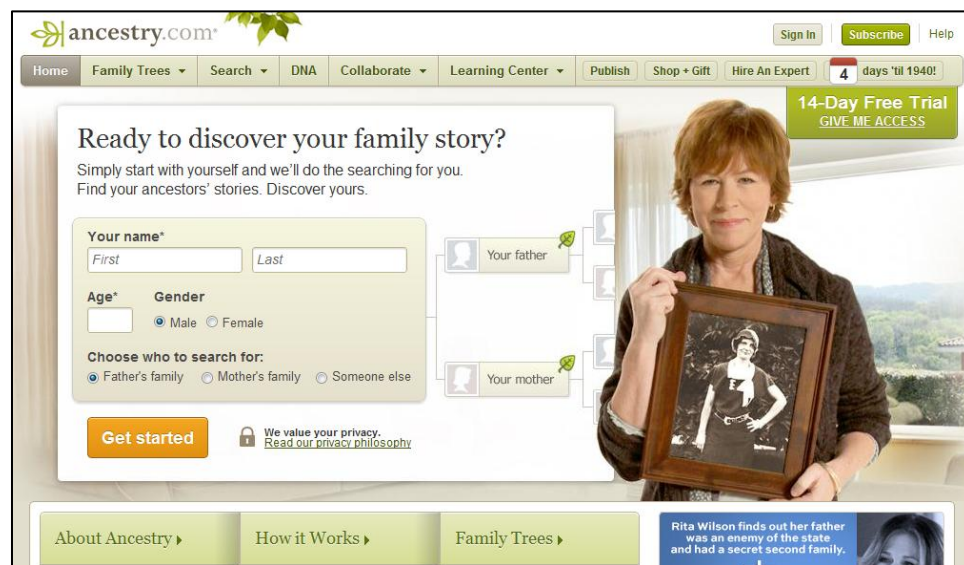 ancestry.com
Sign In
Subscribe
Help
Home
Family Trees
Search
DNA
Collaborate
Learning Center
Publish
Shop + Gift
Hire An Expert
4 days 'til 1940!
14-Day Free Trial
GIVE ME ACCESS
Ready to discover your family story?
Simply start with yourself and we'll do the searching for you.
Find your ancestors' stories. Discover yours.
Your name*
First
Last
Age*
Gender
Male
Female
Choose who to search for:
Father's family
Mother's family
Someone else
Your father
Your mother
Get started
We value your privacy.
Read our privacy philosophy
About Ancestry
How it Works
Family Trees
Rita Wilson finds out her father
was an enemy of the state
and had a secret second family.